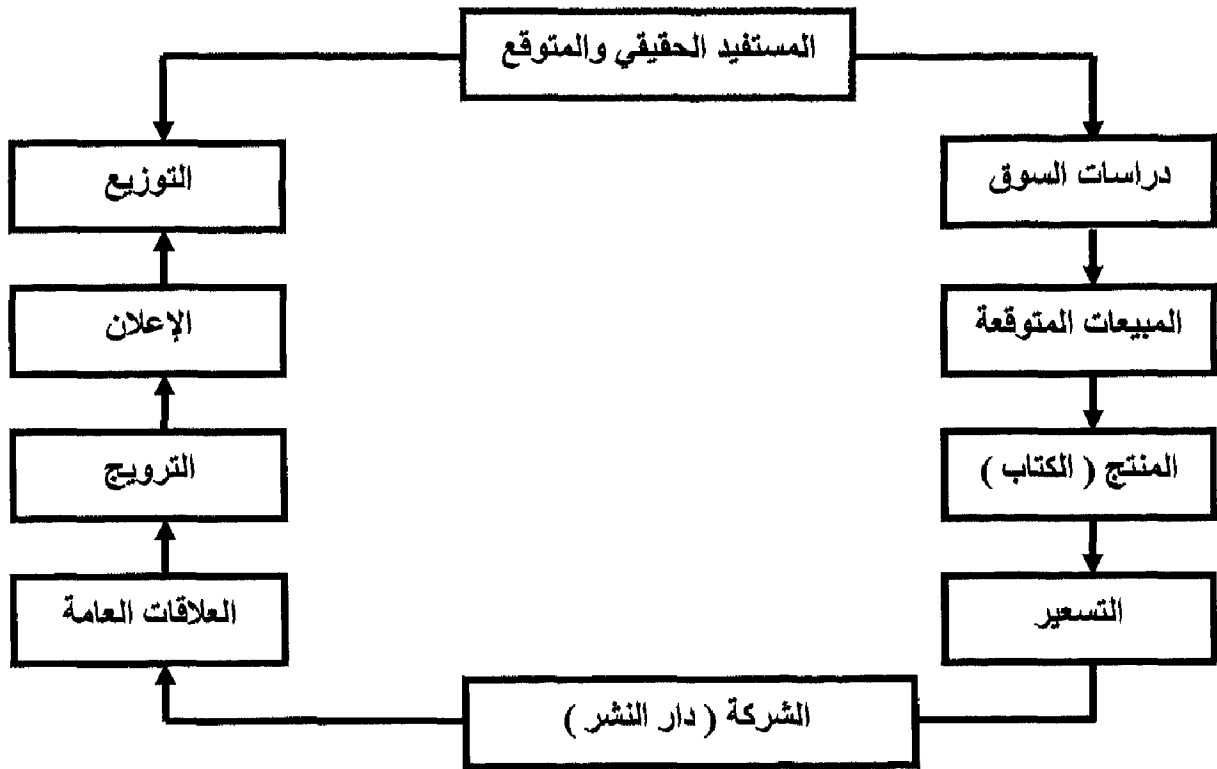 المستفيد الحقيقي والمتوقع
دراسات السوق
التوزيع
المبيعات المتوقعة
الإعلان
المنتج ( الكتاب )
الترويج
التسعير
العلاقات العامة
الشركة ( دار النشر )